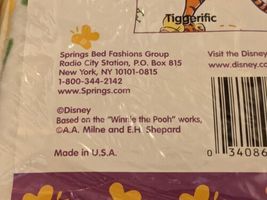 Tiggerific
Springs Bed Fashions Group
Radio City Station, P.O. Box 815
New York, NY 10101-0815
1-800-344-2142
www.Springs.com
Visit the Disney
www.disney.co
©Disney
Based on the "Winnie the Pooh" works,
©A.A. Milne and E.H. Shepard
Made in U.S.A.
0 34086